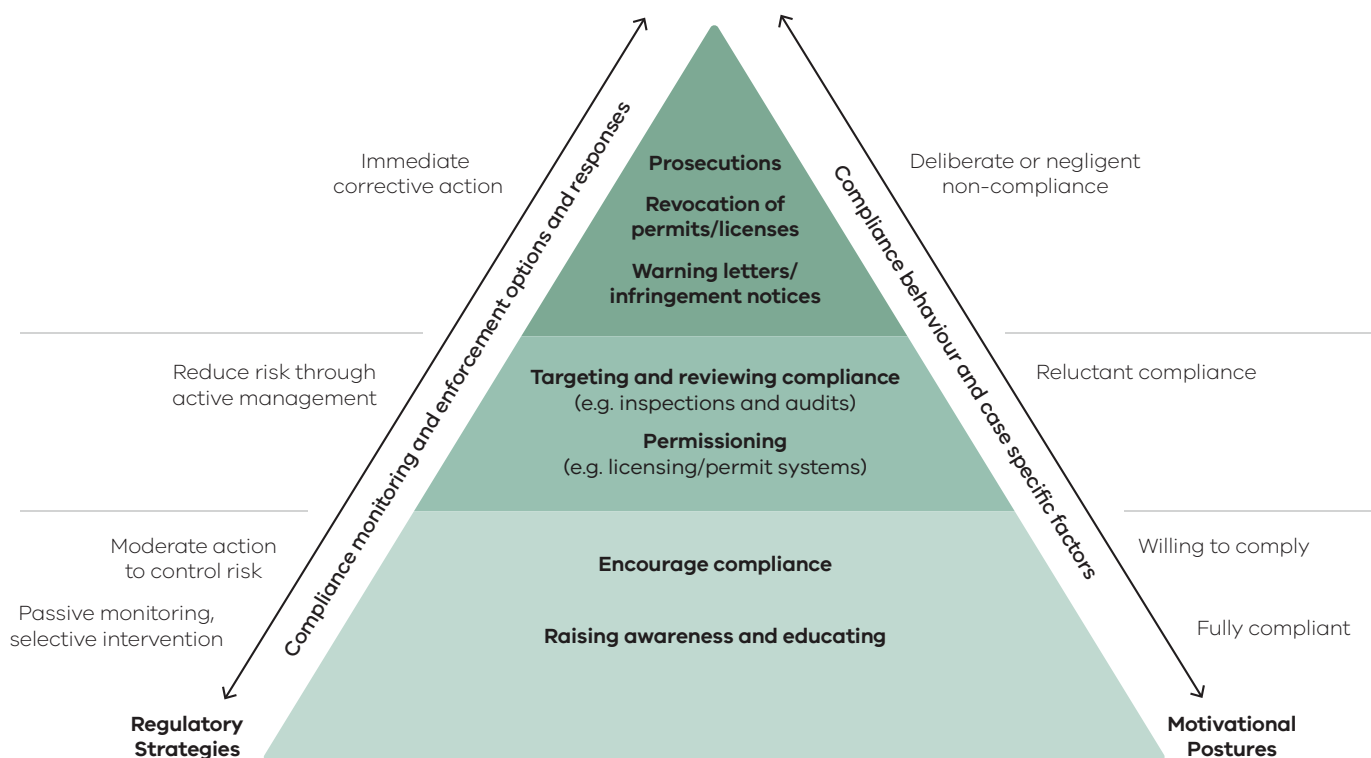 Immediate
corrective action
Prosecutions
Revocation of
permits/licenses
Warning letters/
infringement notices
Deliberate or negligent
non-compliance
Compliance monitoring and enforcement options and responses
Compliance behaviour and case specific factors
Reduce risk through
active management
Targeting and reviewing compliance
(e.g. inspections and audits)
Permissioning
(e.g. licensing/permit systems)
Reluctant compliance
Moderate action
to control risk
Passive monitoring,
selective intervention
Encourage compliance
Raising awareness and educating
Willing to comply
Fully compliant
Regulatory
Strategies
Motivational
Postures